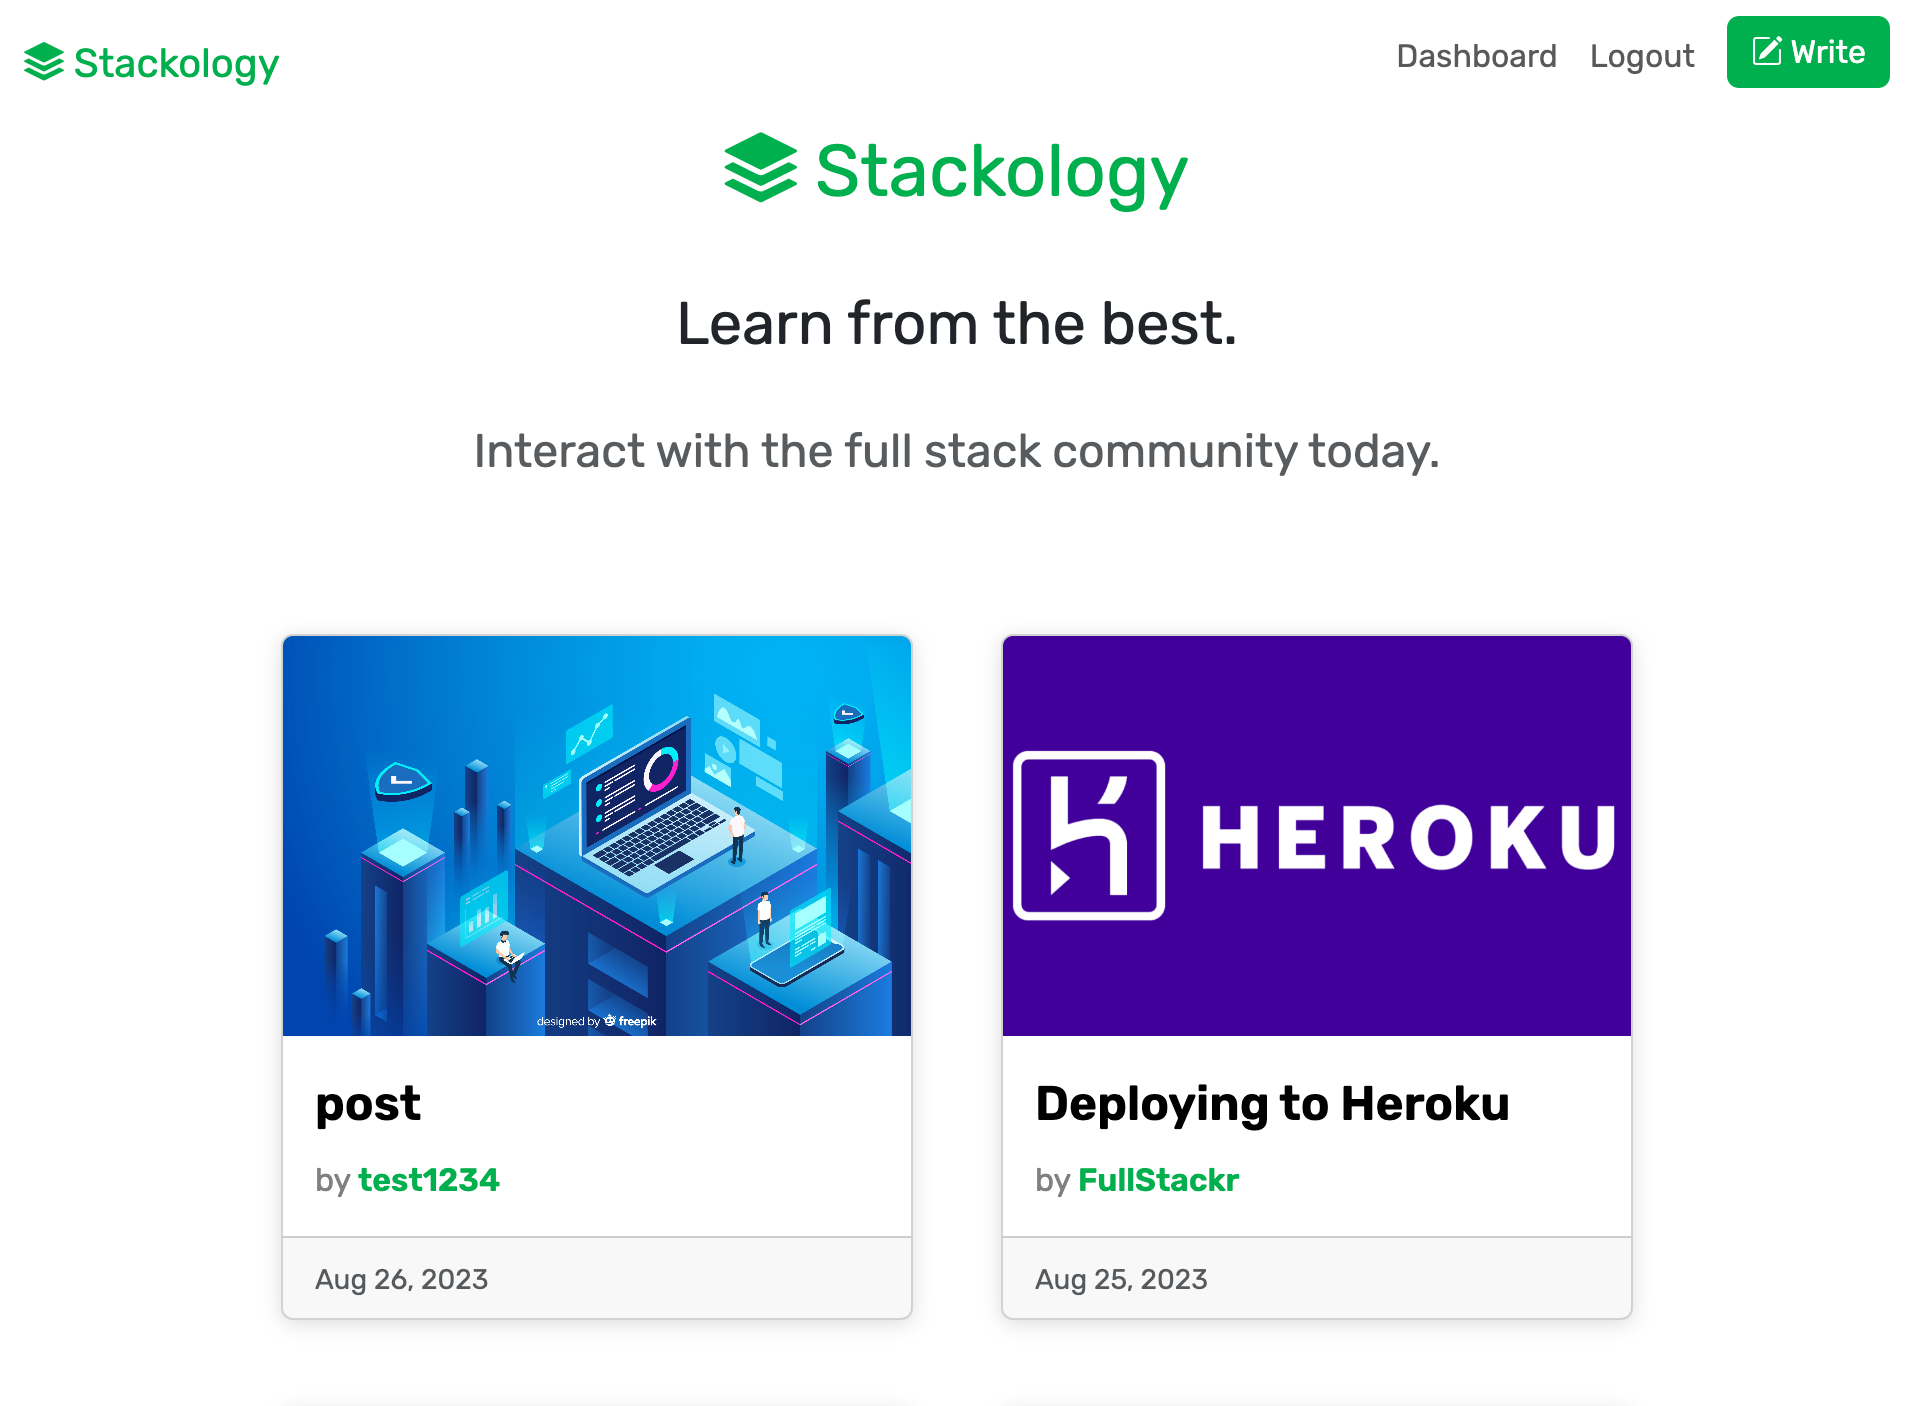 Stackology
Dashboard Logout Write
Stackology
Learn from the best.
Interact with the full stack community today.
designed by freepik
HEROKU
post
by test1234
Aug 26, 2023
Deploying to Heroku
by FullStackr
Aug 25, 2023